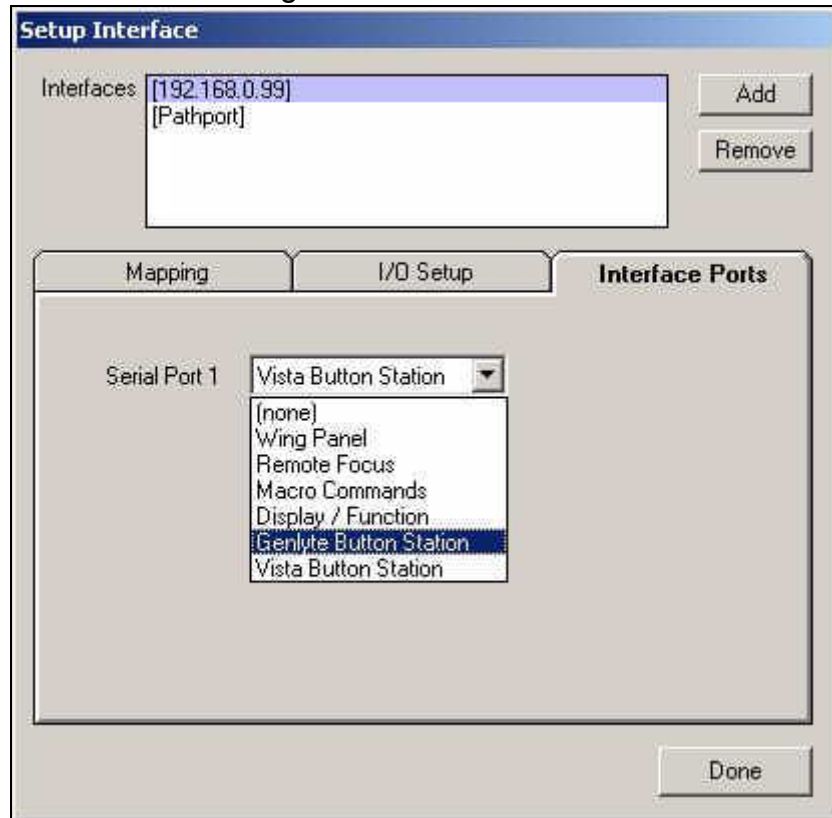 Setup Interface
Interfaces [192.168.0.99] Add
[Pathport]
Remove
Mapping I/O Setup Interface Ports
Serial Port 1 Vista Button Station
(none)
Wing Panel
Remote Focus
Macro Commands
Display / Function
Genlyte Button Station
Vista Button Station
Done